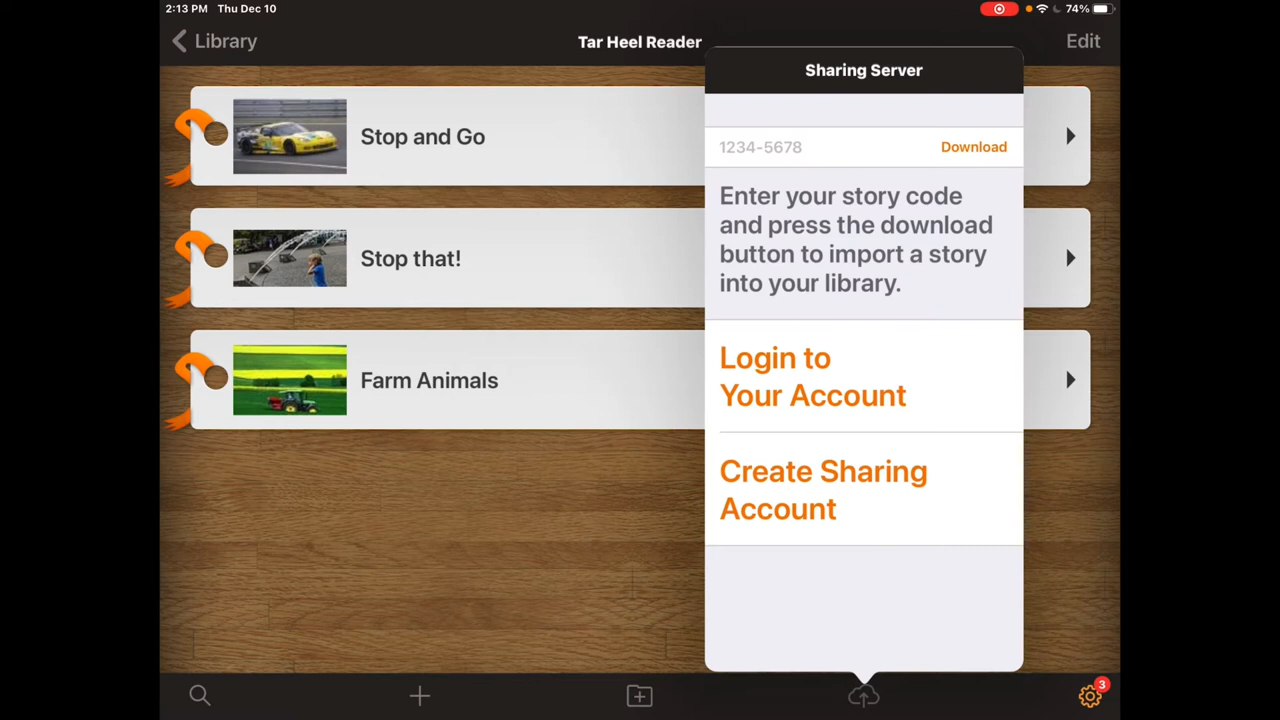 2:13 PM Thu Dec 10
74%
Library
Tar Heel Reader
Edit
Sharing Server
Stop and Go
1234-5678
Download
Enter your story code
and press the download
button to import a story
into your library.
Stop that!
Login to
Your Account
Farm Animals
Create Sharing
Account
3